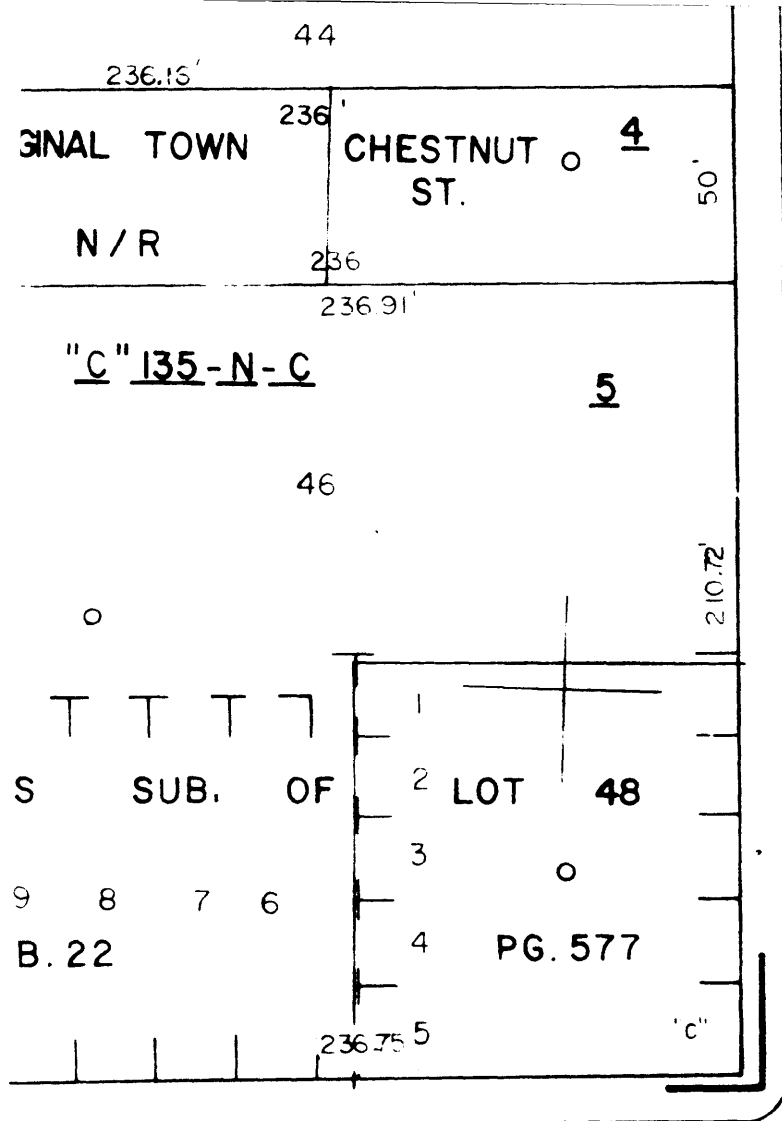 44
236.15'
236'
GINAL TOWN
CHESTNUT
4
ST.
50'
N/R
236
236.91'
"C" 135-N-C
5
46
210.72'
1
2
S SUB. OF LOT 48
3
9 8 7 6
4
B.22 PG.577
236.75
5
"C"